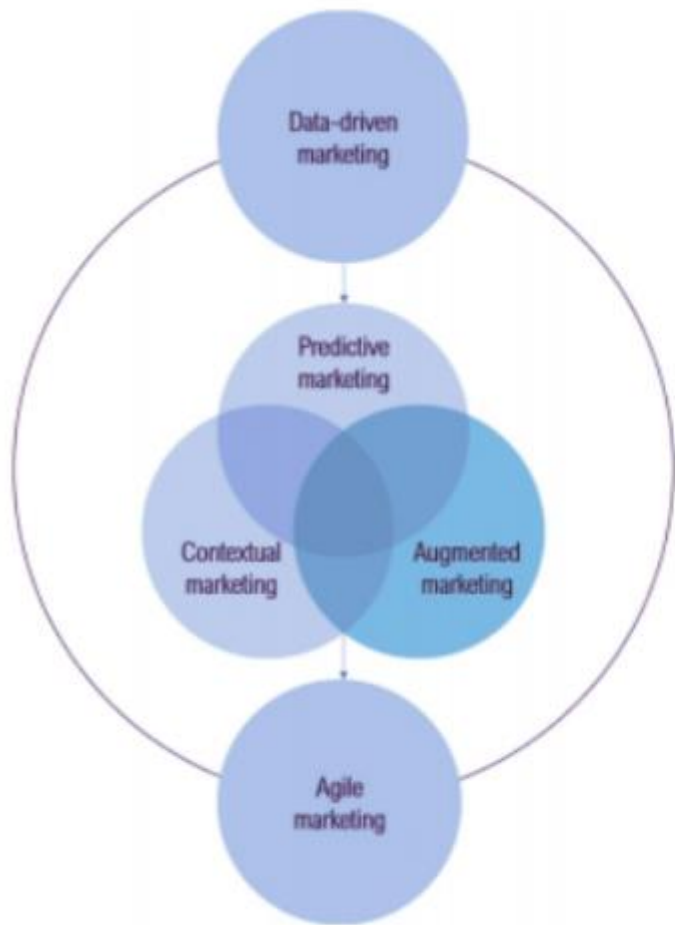 Data-driven
marketing
Predictive
marketing
Contextual
marketing
Augmented
marketing
Agile
marketing